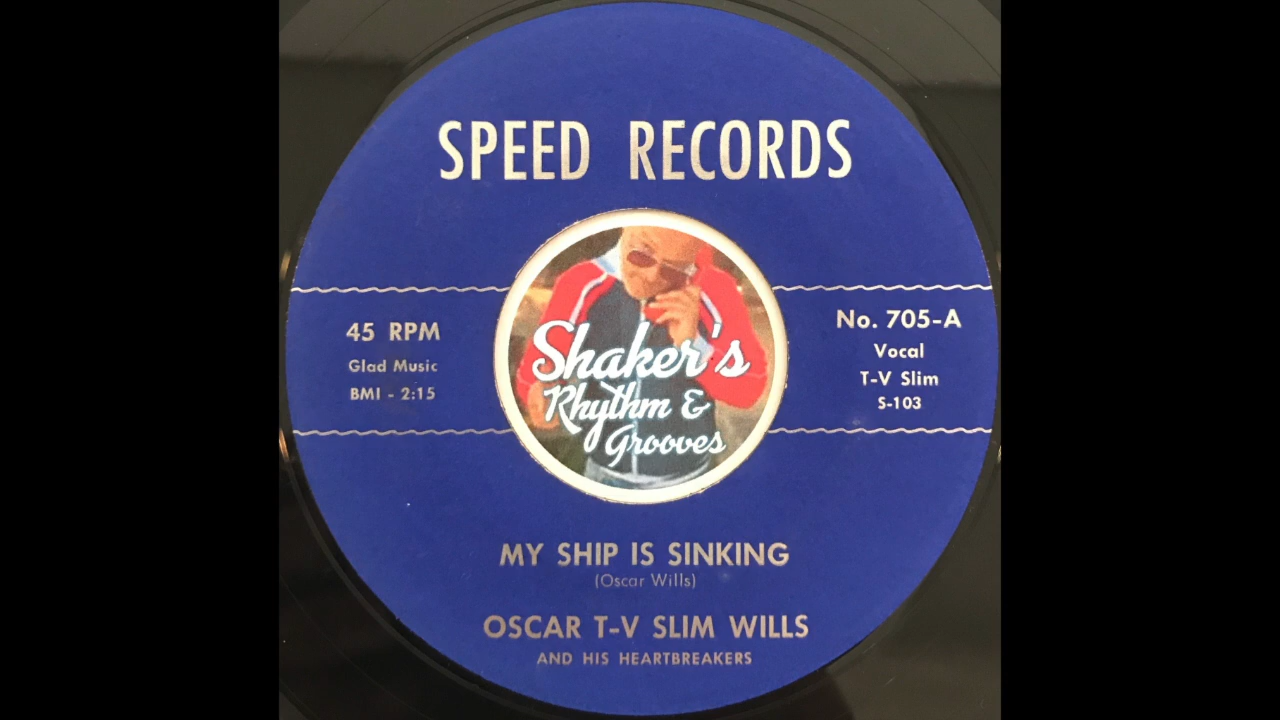 SPEED RECORDS
45 RPM
Glad Music
BMI - 2:15
Shaker's
Rhythm &
Grooves
No. 705-A
Vocal
T-V Slim
S-103
MY SHIP IS SINKING
(Oscar Wills)
OSCAR T-V SLIM WILLS
AND HIS HEARTBREAKERS